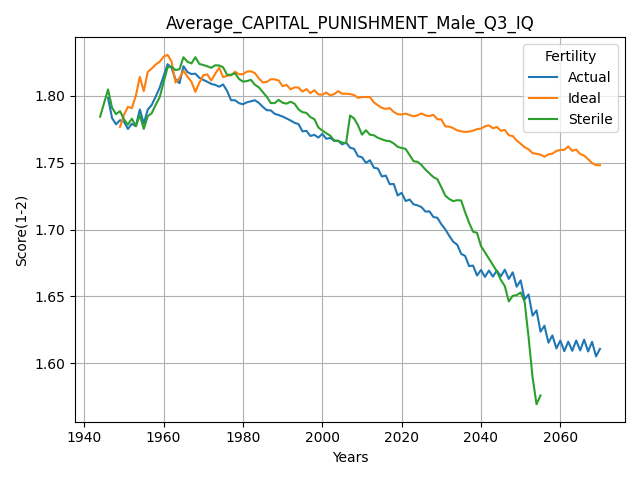 Average_CAPITAL_PUNISHMENT_Male_Q3_IQ
Fertility
Actual
Ideal
Sterile
Score(1-2)
1.80
1.75
1.70
1.65
1.60
1940
1960
1980
2000
2020
2040
2060
Years